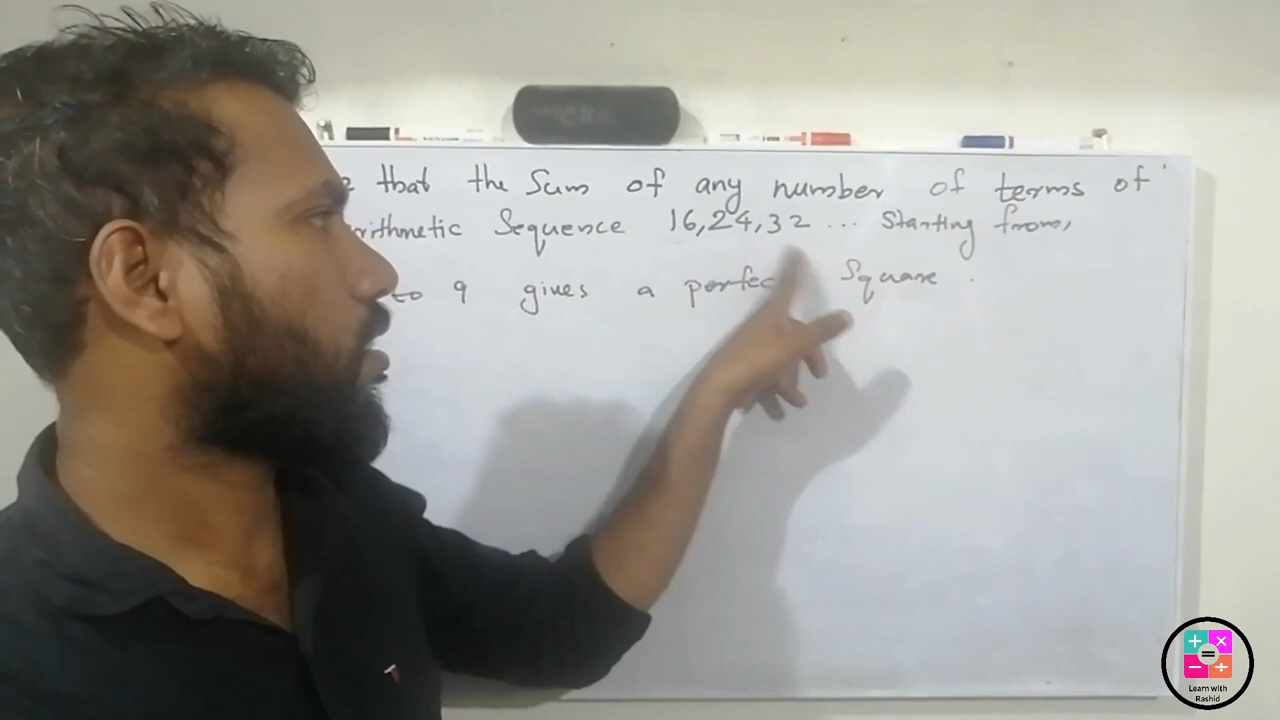 that the Sum of any number of terms of
rithmetic Sequence 16,24,32 ... Starting from,
to 9 gives a perfec Square.
+ ×
=
− ÷
Learn with
Rashid